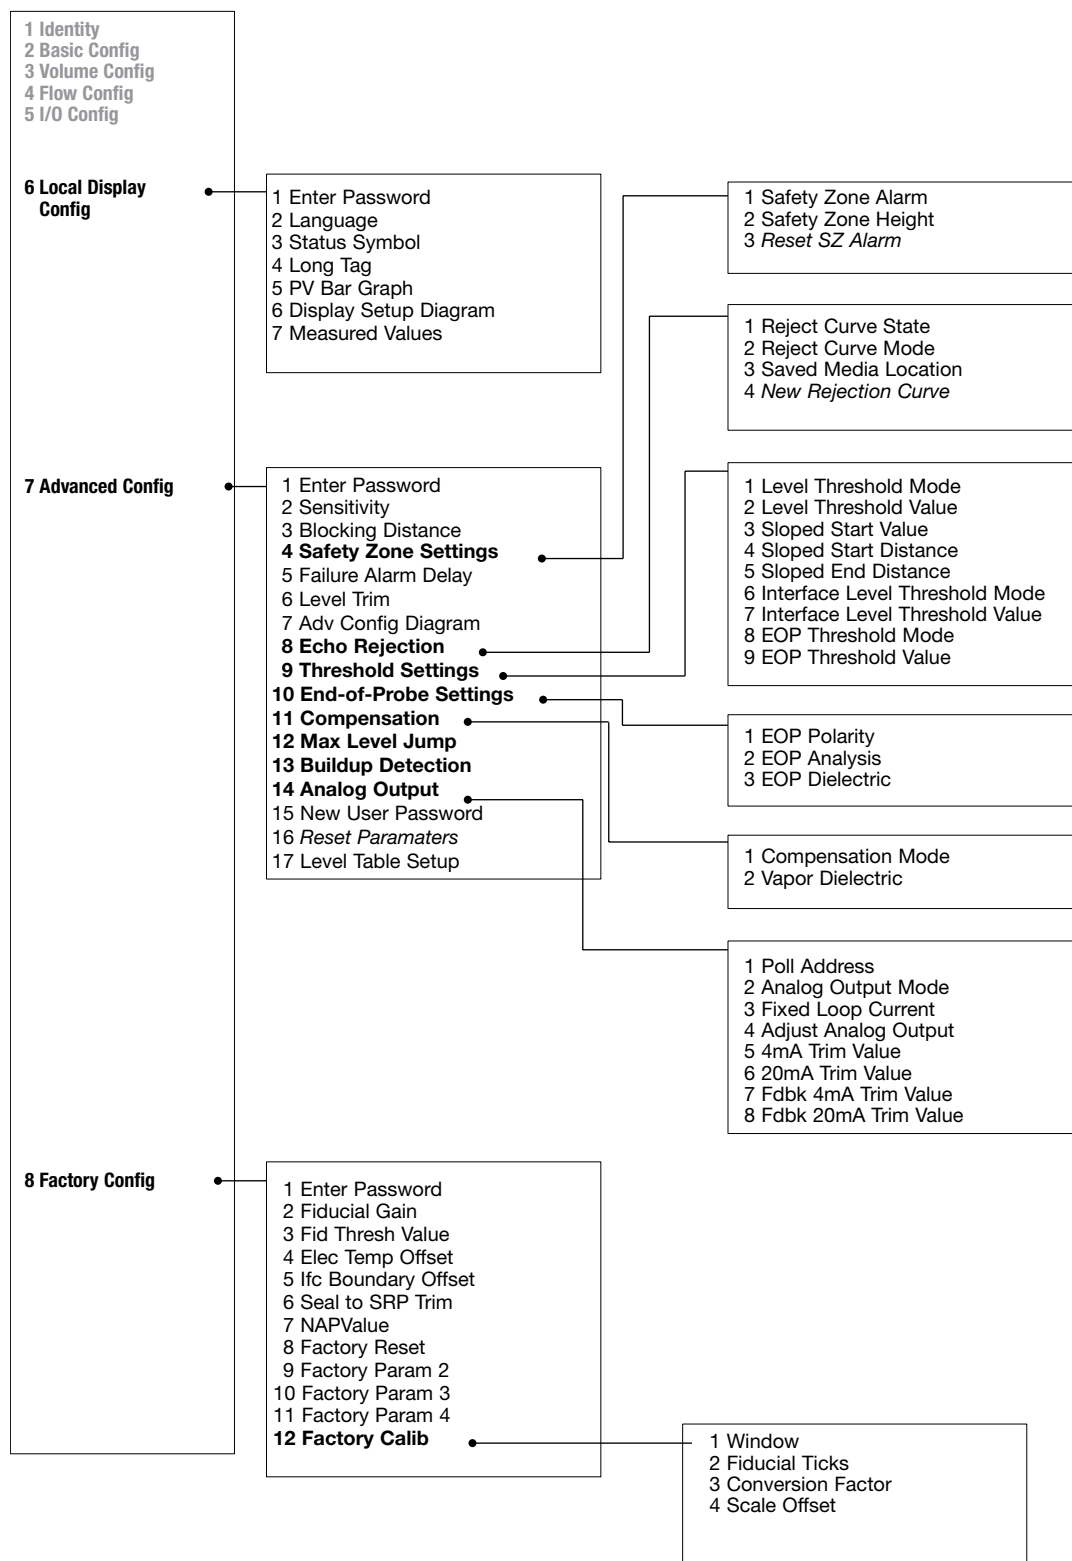 1 Identity
2 Basic Config
3 Volume Config
4 Flow Config
5 I/O Config
6 Local Display
Config
1 Enter Password
2 Language
3 Status Symbol
4 Long Tag
5 PV Bar Graph
6 Display Setup Diagram
7 Measured Values
1 Safety Zone Alarm
2 Safety Zone Height
3 Reset SZ Alarm
1 Reject Curve State
2 Reject Curve Mode
3 Saved Media Location
4 New Rejection Curve
7 Advanced Config
1 Enter Password
2 Sensitivity
3 Blocking Distance
4 Safety Zone Settings
5 Failure Alarm Delay
6 Level Trim
7 Adv Config Diagram
8 Echo Rejection
9 Threshold Settings
10 End-of-Probe Settings
11 Compensation
12 Max Level Jump
13 Buildup Detection
14 Analog Output
15 New User Password
16 Reset Paramaters
17 Level Table Setup
1 Level Threshold Mode
2 Level Threshold Value
3 Sloped Start Value
4 Sloped Start Distance
5 Sloped End Distance
6 Interface Level Threshold Mode
7 Interface Level Threshold Value
8 EOP Threshold Mode
9 EOP Threshold Value
1 EOP Polarity
2 EOP Analysis
3 EOP Dielectric
1 Compensation Mode
2 Vapor Dielectric
1 Poll Address
2 Analog Output Mode
3 Fixed Loop Current
4 Adjust Analog Output
5 4mA Trim Value
6 20mA Trim Value
7 Fdbk 4mA Trim Value
8 Fdbk 20mA Trim Value
8 Factory Config
1 Enter Password
2 Fiducial Gain
3 Fid Thresh Value
4 Elec Temp Offset
5 Ifc Boundary Offset
6 Seal to SRP Trim
7 NAPValue
8 Factory Reset
9 Factory Param 2
10 Factory Param 3
11 Factory Param 4
12 Factory Calib
1 Window
2 Fiducial Ticks
3 Conversion Factor
4 Scale Offset